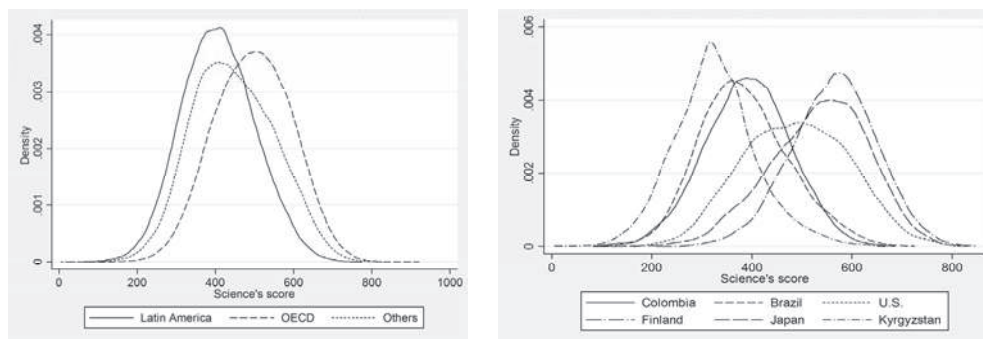 Density
.004
.003
.002
.001
0
0 200 400 600 800 1000
Science's score
Latin America OECD Others
Density
.006
.004
.002
0
0 200 400 600 800
Science's score
Colombia Brazil U.S.
Finland Japan Kyrgyzstan